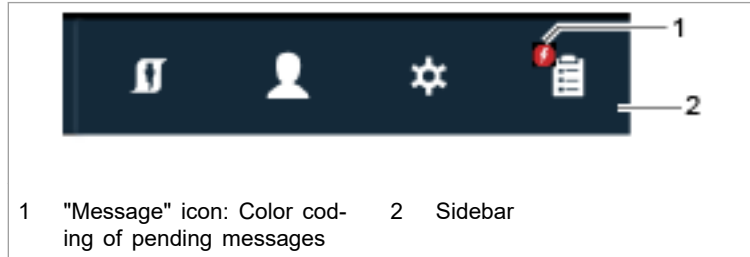 1
2
1 "Message" icon: Color cod-
ing of pending messages
2 Sidebar